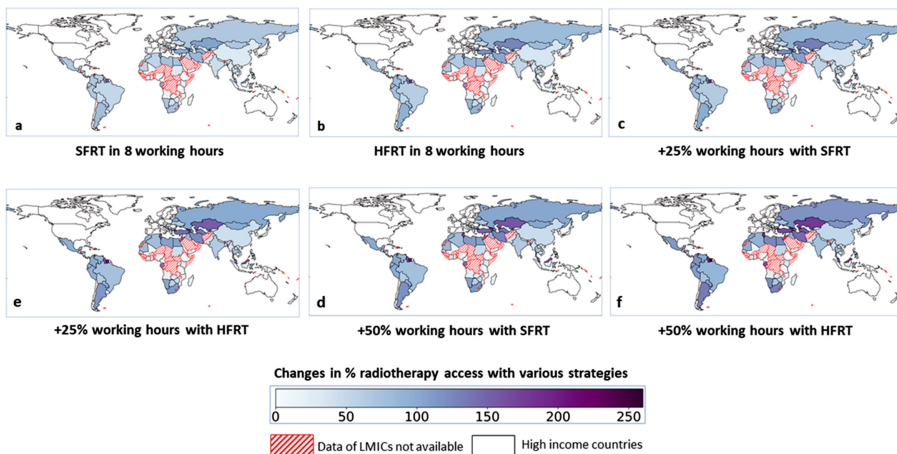 a
SFRT in 8 working hours
b
HFRT in 8 working hours
c
+25% working hours with SFRT
e
+25% working hours with HFRT
d
+50% working hours with SFRT
f
+50% working hours with HFRT
Changes in % radiotherapy access with various strategies
0 50 100 150 200 250
Data of LMICs not available
High income countries